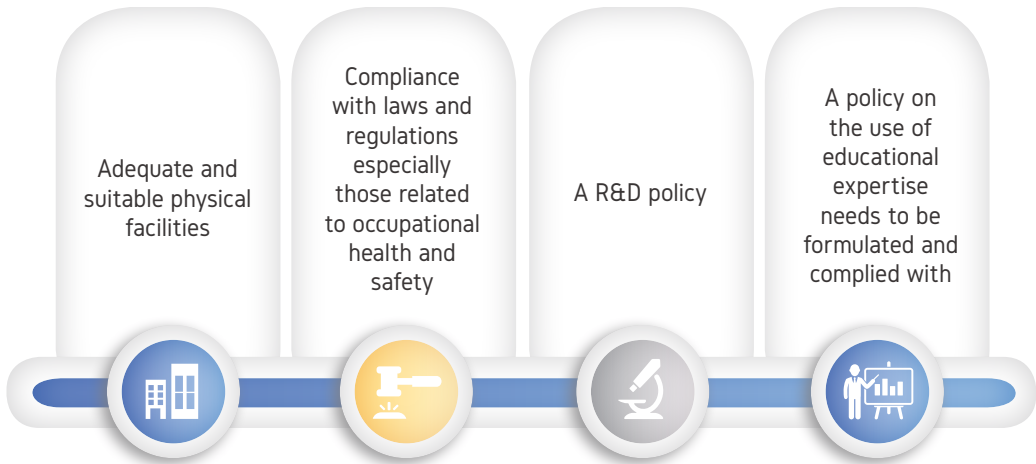 Adequate and
suitable physical
facilities
Compliance
with laws and
regulations
especially
those related
to occupational
health and
safety
A R&D policy
A policy on
the use of
educational
expertise
needs to be
formulated and
complied with